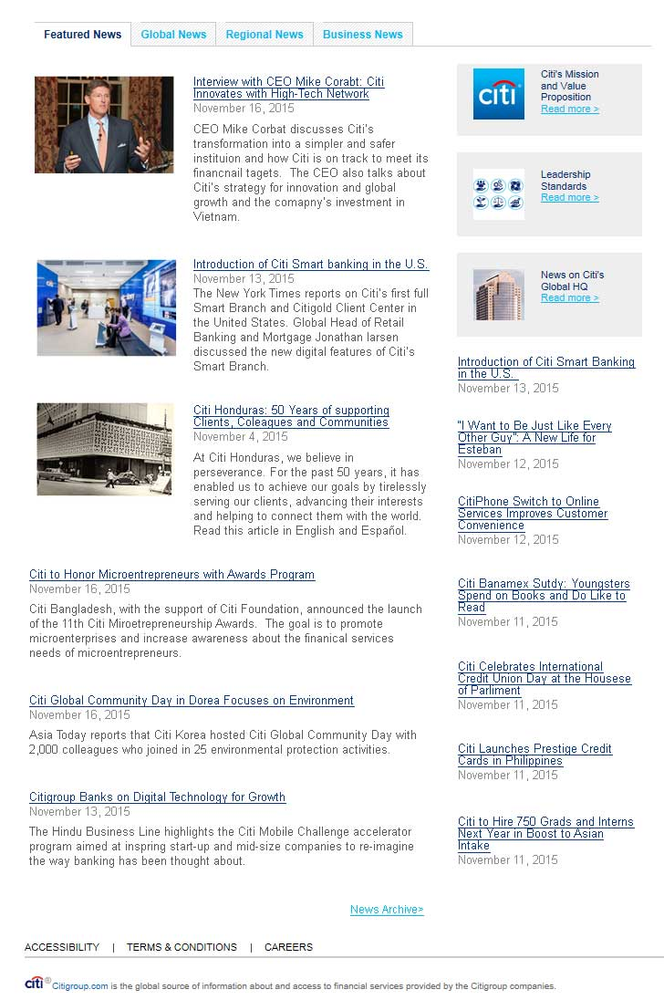 Featured News
Global News
Regional News
Business News
Interview with CEO Mike Corabt: Citi
Innovates with High-Tech Network
November 16, 2015
CEO Mike Corbat discusses Citi's
transformation into a simpler and safer
instituion and how Citi is on track to meet its
financnail tagets. The CEO also talks about
Citi's strategy for innovation and global
growth and the comapny's investment in
Vietnam.
Introduction of Citi Smart banking in the U.S.
November 13, 2015
The New York Times reports on Citi's first full
Smart Branch and Citigold Client Center in
the United States. Global Head of Retail
Banking and Mortgage Jonathan larsen
discussed the new digital features of Citi's
Smart Branch.
Citi Honduras: 50 Years of supporting
Clients, Coleagues and Communities
November 4, 2015
At Citi Honduras, we believe in
perseverance. For the past 50 years, it has
enabled us to achieve our goals by tirelessly
serving our clients, advancing their interests
and helping to connect them with the world.
Read this article in English and Español.
Citi to Honor Microentrepreneurs with Awards Program
November 16, 2015
Citi Bangladesh, with the support of Citi Foundation, announced the launch
of the 11th Citi Miroetrepreneurship Awards. The goal is to promote
microenterprises and increase awareness about the finanical services
needs of microentrepreneurs.
Citi Global Community Day in Dorea Focuses on Environment
November 16, 2015
Asia Today reports that Citi Korea hosted Citi Global Community Day with
2,000 colleagues who joined in 25 environmental protection activities.
Citigroup Banks on Digital Technology for Growth
November 13, 2015
The Hindu Business Line highlights the Citi Mobile Challenge accelerator
program aimed at inspring start-up and mid-size companies to re-imagine
the way banking has been thought about.
News Archive>
citi
Citi's Mission
and Value
Proposition
Read more >
Leadership
Standards
Read more >
News on Citi's
Global HQ
Read more >
Introduction of Citi Smart Banking
in the U.S.
November 13, 2015
"I Want to Be Just Like Every
Other Guy": A New Life for
Esteban
November 12, 2015
CitiPhone Switch to Online
Services Improves Customer
Convenience
November 12, 2015
Citi Banamex Sutdy: Youngsters
Spend on Books and Do Like to
Read
November 11, 2015
Citi Celebrates International
Credit Union Day at the Housese
of Parliment
November 11, 2015
Citi Launches Prestige Credit
Cards in Philippines
November 11, 2015
Citi to Hire 750 Grads and Interns
Next Year in Boost to Asian
Intake
November 11, 2015
ACCESSIBILITY | TERMS & CONDITIONS | CAREERS
citi® Citigroup.com is the global source of information about and access to financial services provided by the Citigroup companies.